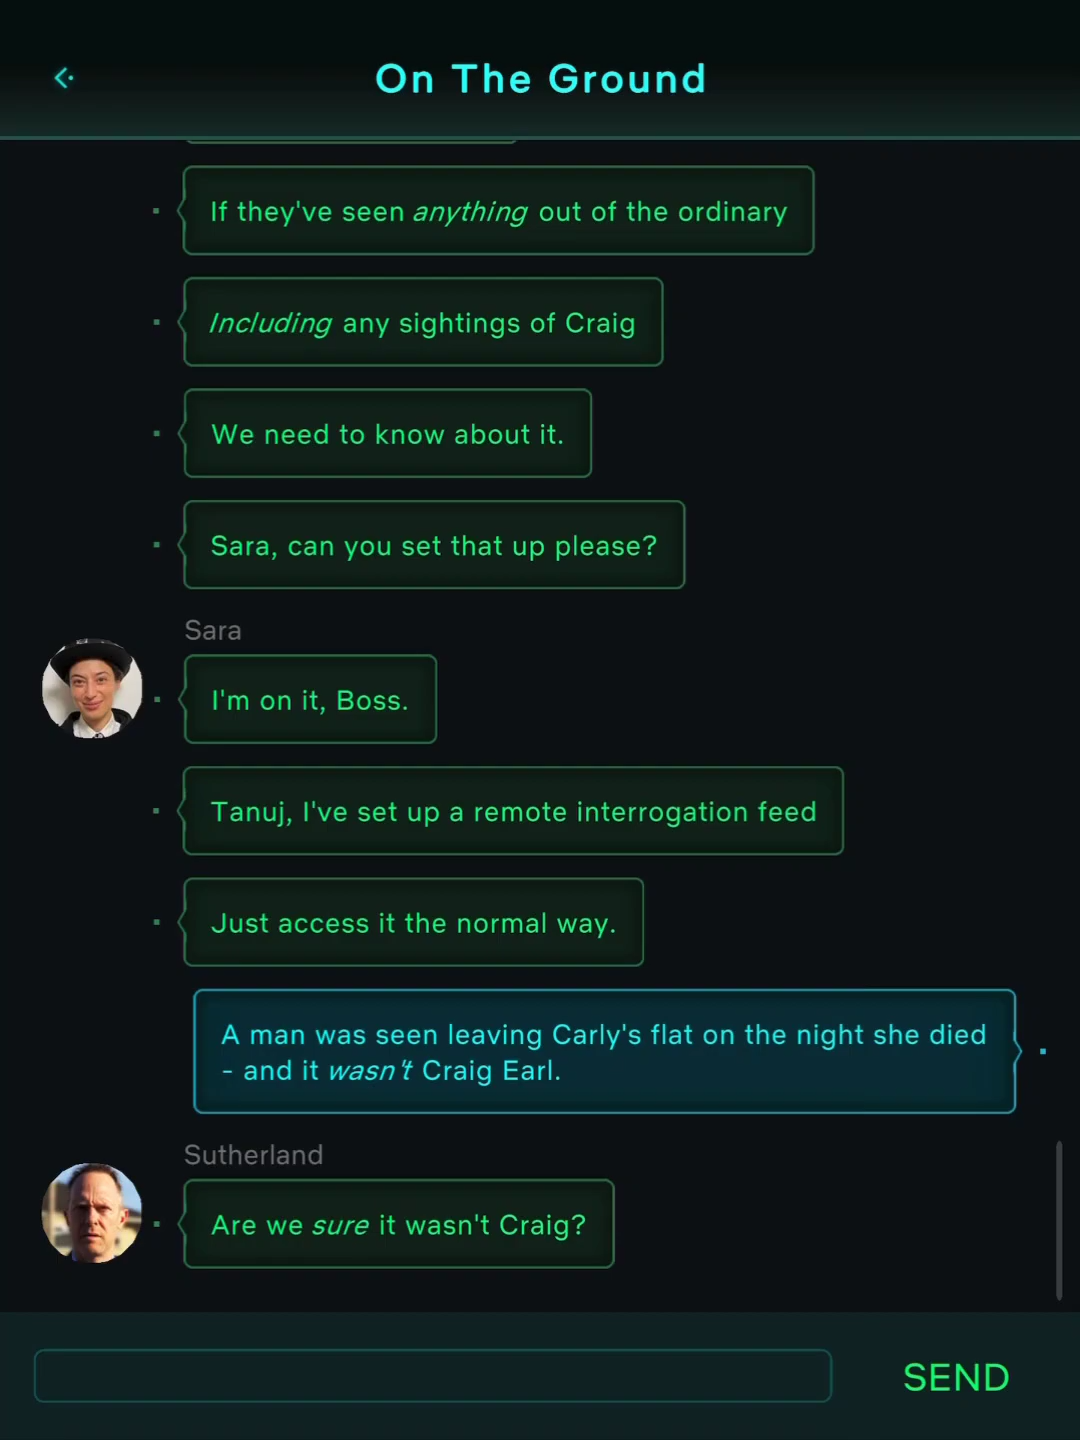 On The Ground
If they've seen anything out of the ordinary
Including any sightings of Craig
We need to know about it.
Sara, can you set that up please?
Sara
I'm on it, Boss.
Tanuj, I've set up a remote interrogation feed
Just access it the normal way.
A man was seen leaving Carly's flat on the night she died
- and it wasn't Craig Earl.
Sutherland
Are we sure it wasn't Craig?
SEND